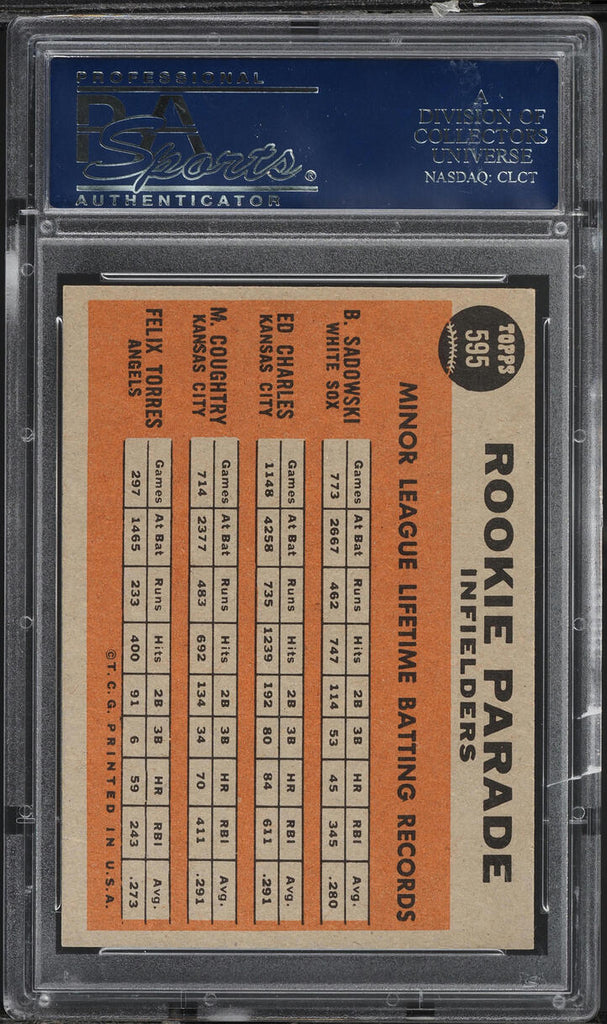 PROFESSIONAL
PSA
Sports®
AUTHENTICATOR
A
DIVISION OF
COLLECTORS
UNIVERSE
NASDAQ: CLCT
TOPPS
595
ROOKIE PARADE
INFIELDERS
MINOR LEAGUE LIFETIME BATTING RECORDS
B. SADOWSKI
WHITE SOX
Games At Bat Runs Hits 2B 3B HR RBI Avg.
773 2667 462 747 114 53 45 345 .280
ED CHARLES
KANSAS CITY
Games At Bat Runs Hits 2B 3B HR RBI Avg.
1148 4258 735 1239 192 80 84 611 .291
M. COUGHTRY
KANSAS CITY
Games At Bat Runs Hits 2B 3B HR RBI Avg.
714 2377 483 692 134 34 70 411 .291
FELIX TORRES
ANGELS
Games At Bat Runs Hits 2B 3B HR RBI Avg.
297 1465 233 400 91 6 59 243 .273
©T.C.G. PRINTED IN U.S.A.